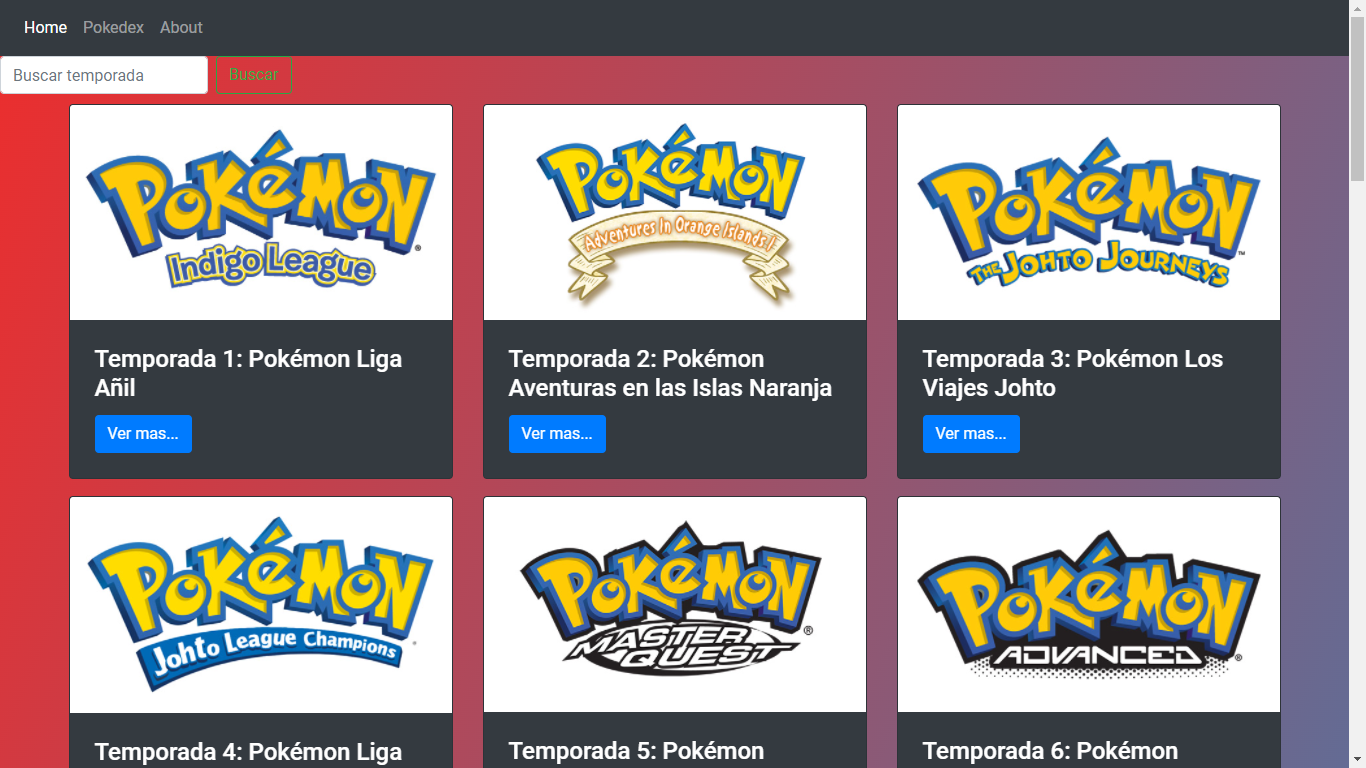 Home Pokedex About
Buscar temporada Buscar
POKéMON ®
Indigo League
POKéMON
Adventures In Orange Islands!
POKéMON ™
THE JOHTO JOURNEYS
Temporada 1: Pokémon Liga
Añil
Ver mas...
Temporada 2: Pokémon
Aventuras en las Islas Naranja
Ver mas...
Temporada 3: Pokémon Los
Viajes Johto
Ver mas...
POKéMON
Johto League Champions
POKéMON ®
MASTER
QUEST
POKéMON
ADVANCED ®
Temporada 4: Pokémon Liga
Temporada 5: Pokémon
Temporada 6: Pokémon